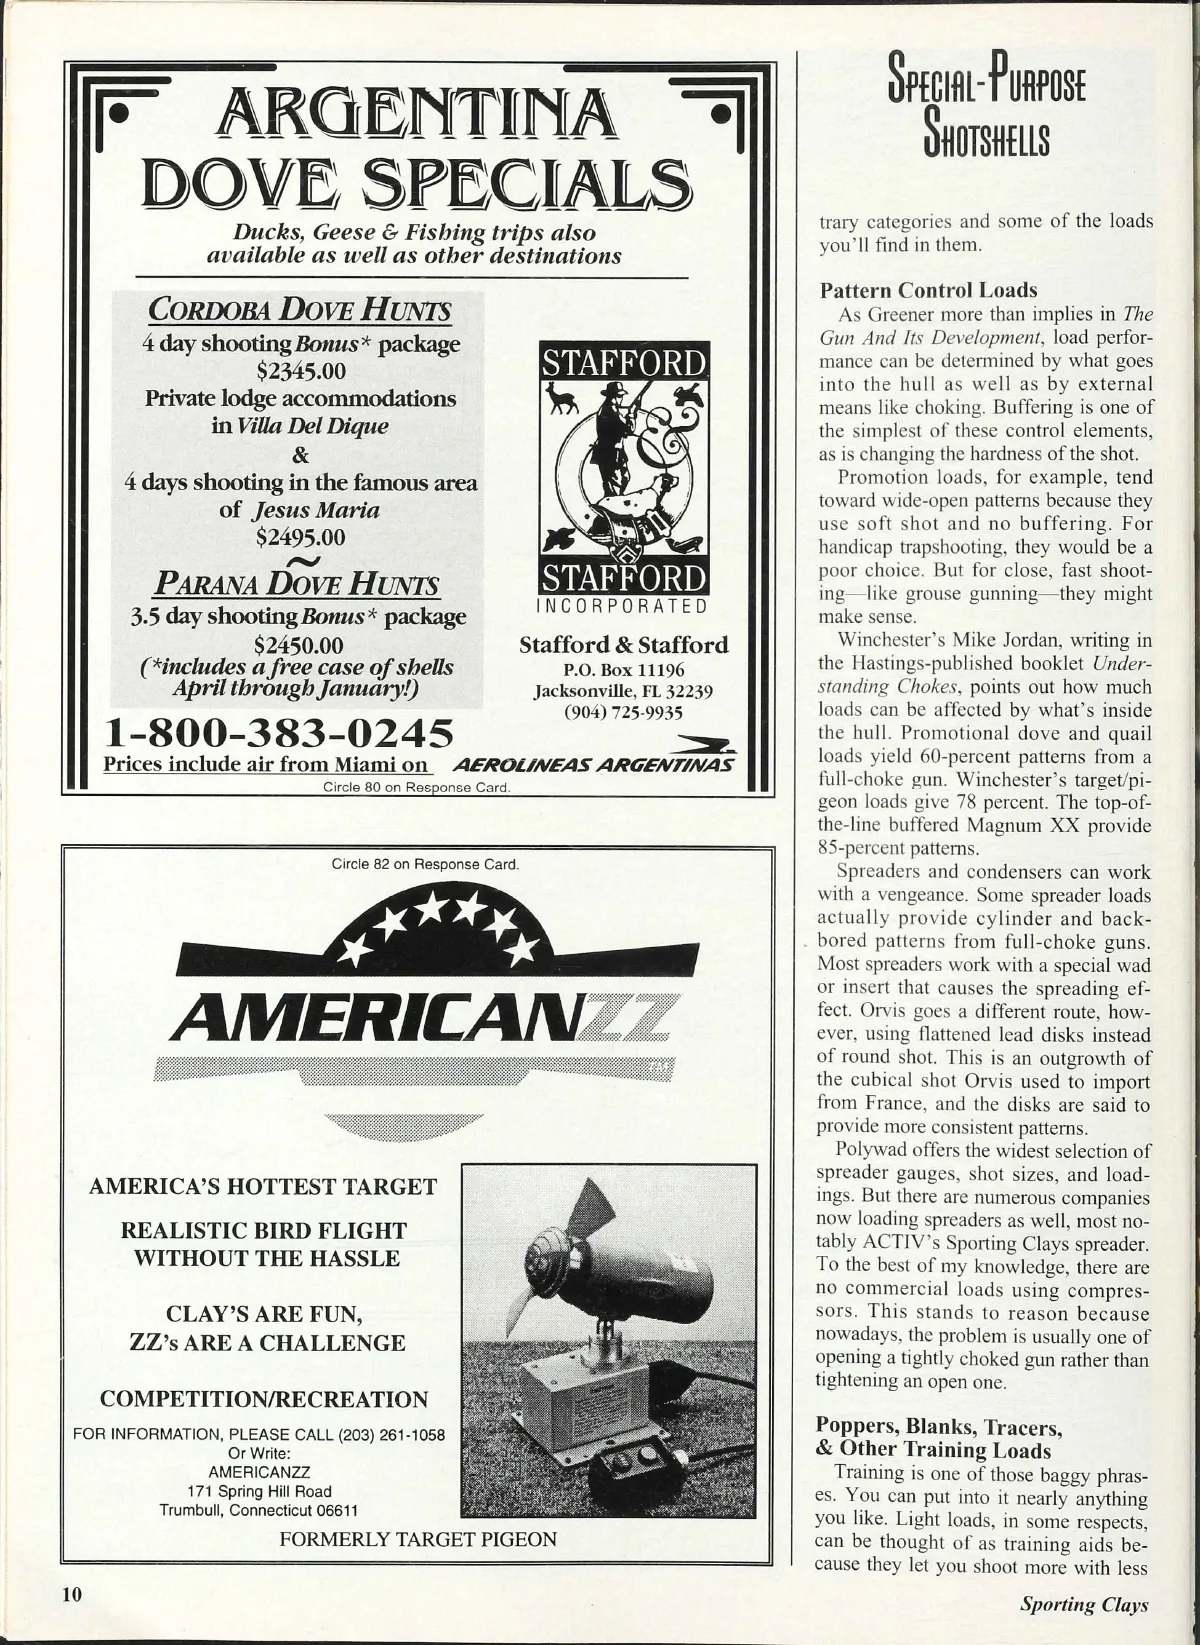 ARGENTINA
DOVE SPECIALS
Ducks, Geese & Fishing trips also
available as well as other destinations
CORDOBA DOVE HUNTS
4 day shooting Bonus* package
$2345.00
Private lodge accommodations
in Villa Del Dique
&
4 days shooting in the famous area
of Jesus Maria
$2495.00
~
PARANA DOVE HUNTS
3.5 day shooting Bonus* package
$2450.00
(*includes a free case of shells
April through January!)
1-800-383-0245
Prices include air from Miami on AEROLINEAS ARGENTINAS
Circle 80 on Response Card.
STAFFORD
&
STAFFORD
INCORPORATED
Stafford & Stafford
P.O. Box 11196
Jacksonville, FL 32239
(904) 725-9935
Circle 82 on Response Card.
AMERICANZZ
TM
AMERICA'S HOTTEST TARGET
REALISTIC BIRD FLIGHT
WITHOUT THE HASSLE
CLAY'S ARE FUN,
ZZ's ARE A CHALLENGE
COMPETITION/RECREATION
FOR INFORMATION, PLEASE CALL (203) 261-1058
Or Write:
AMERICANZZ
171 Spring Hill Road
Trumbull, Connecticut 06611
FORMERLY TARGET PIGEON
SPECIAL-PURPOSE
SHOTSHELLS
trary categories and some of the loads
you'll find in them.
Pattern Control Loads
As Greener more than implies in The
Gun And Its Development, load perfor-
mance can be determined by what goes
into the hull as well as by external
means like choking. Buffering is one of
the simplest of these control elements,
as is changing the hardness of the shot.
Promotion loads, for example, tend
toward wide-open patterns because they
use soft shot and no buffering. For
handicap trapshooting, they would be a
poor choice. But for close, fast shoot-
ing—like grouse gunning—they might
make sense.
Winchester's Mike Jordan, writing in
the Hastings-published booklet Under-
standing Chokes, points out how much
loads can be affected by what's inside
the hull. Promotional dove and quail
loads yield 60-percent patterns from a
full-choke gun. Winchester's target/pi-
geon loads give 78 percent. The top-of-
the-line buffered Magnum XX provide
85-percent patterns.
Spreaders and condensers can work
with a vengeance. Some spreader loads
actually provide cylinder and back-
bored patterns from full-choke guns.
Most spreaders work with a special wad
or insert that causes the spreading ef-
fect. Orvis goes a different route, how-
ever, using flattened lead disks instead
of round shot. This is an outgrowth of
the cubical shot Orvis used to import
from France, and the disks are said to
provide more consistent patterns.
Polywad offers the widest selection of
spreader gauges, shot sizes, and load-
ings. But there are numerous companies
now loading spreaders as well, most no-
tably ACTIV's Sporting Clays spreader.
To the best of my knowledge, there are
no commercial loads using compres-
sors. This stands to reason because
nowadays, the problem is usually one of
opening a tightly choked gun rather than
tightening an open one.
Poppers, Blanks, Tracers,
& Other Training Loads
Training is one of those baggy phras-
es. You can put into it nearly anything
you like. Light loads, in some respects,
can be thought of as training aids be-
cause they let you shoot more with less
10
Sporting Clays